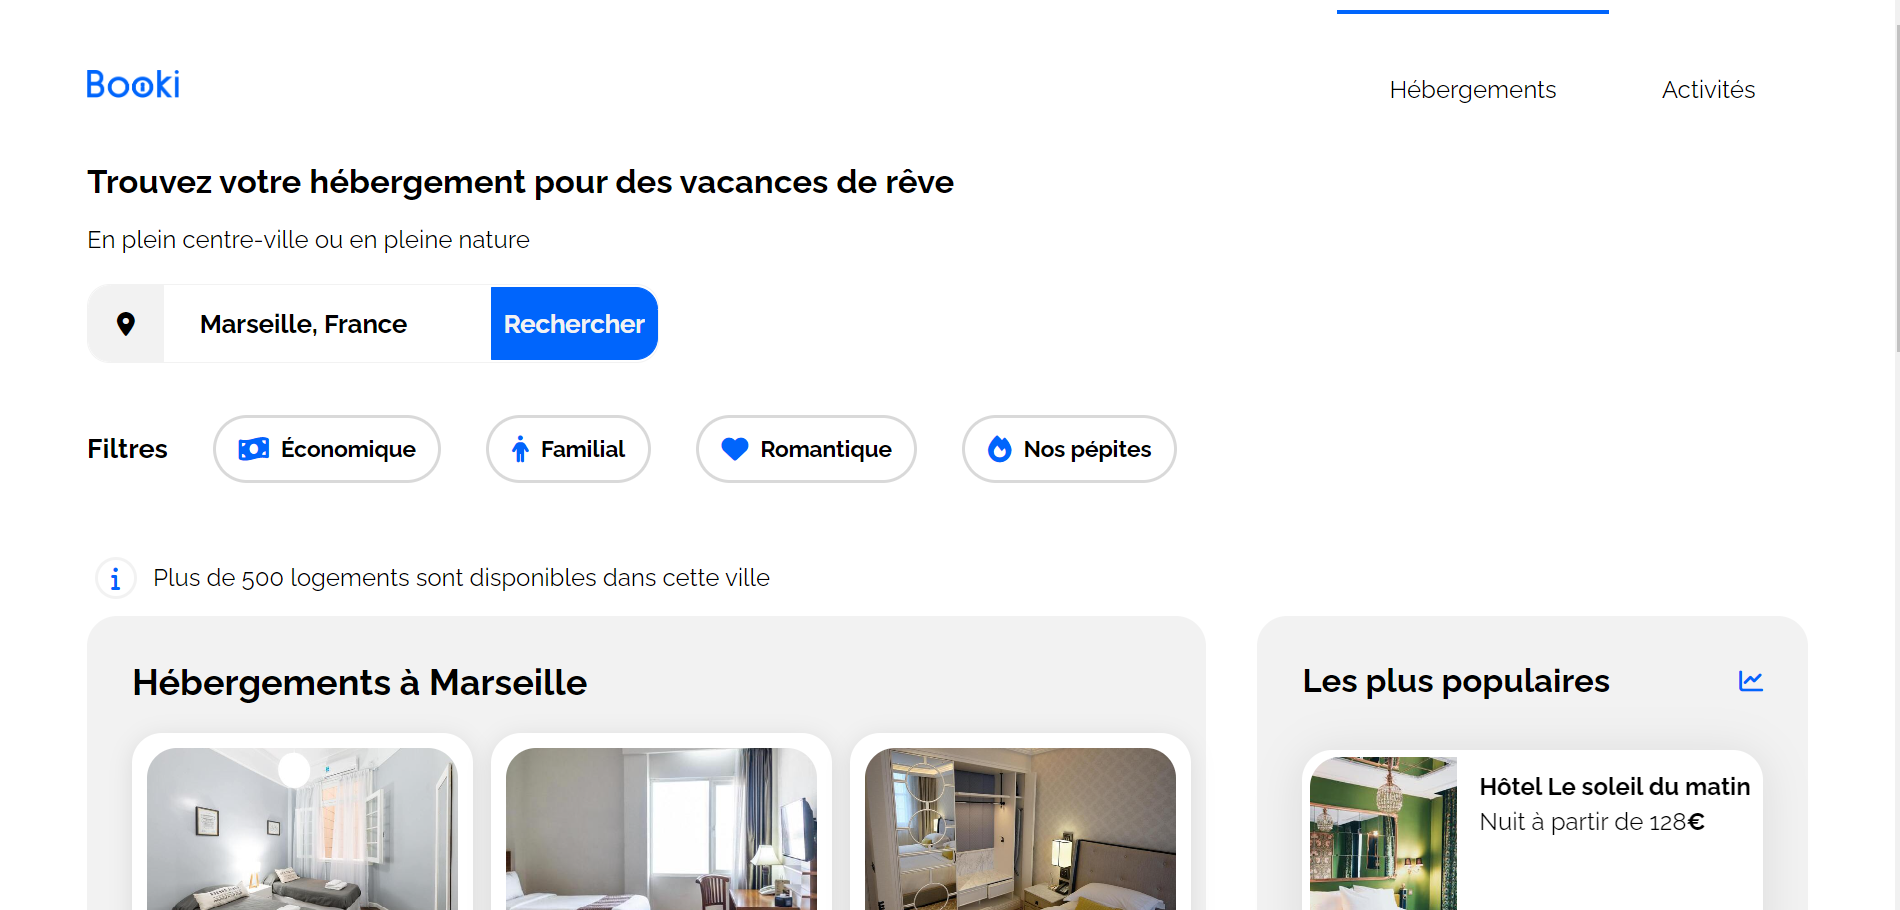 Booki
Hébergements
Activités
Trouvez votre hébergement pour des vacances de rêve
En plein centre-ville ou en pleine nature
Marseille, France
Rechercher
Filtres
Économique
Familial
Romantique
Nos pépites
Plus de 500 logements sont disponibles dans cette ville
Hébergements à Marseille
Les plus populaires
Hôtel Le soleil du matin
Nuit à partir de 128€